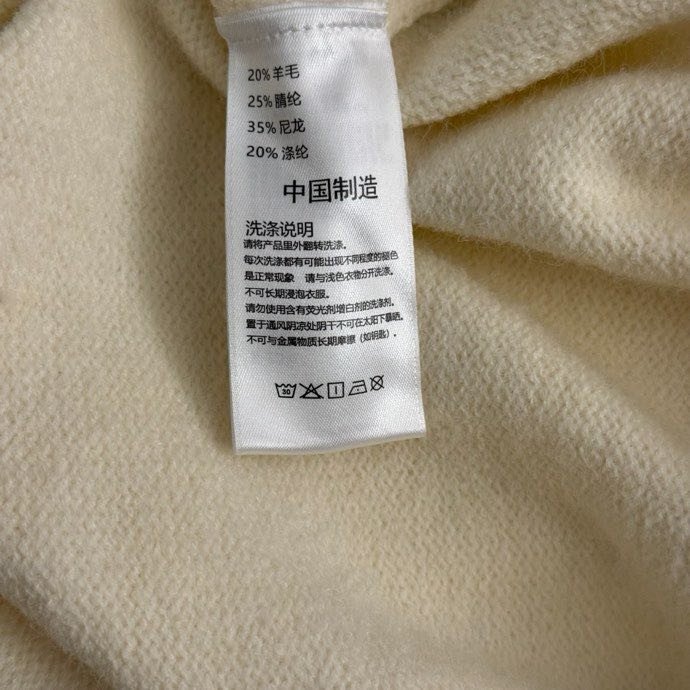 20%羊毛
25%腈纶
35%尼龙
20%涤纶
中国制造
洗涤说明
请将产品里外翻转洗涤。
每次洗涤都有可能出现不同程度的褪色
是正常现象 请与浅色衣物分开洗涤。
不可长期浸泡衣服。
请勿使用含有荧光剂增白剂的洗涤剂。
置于通风阴凉处阴干不可在太阳下暴晒。
不可与金属物质长期摩擦（如钥匙）。
30